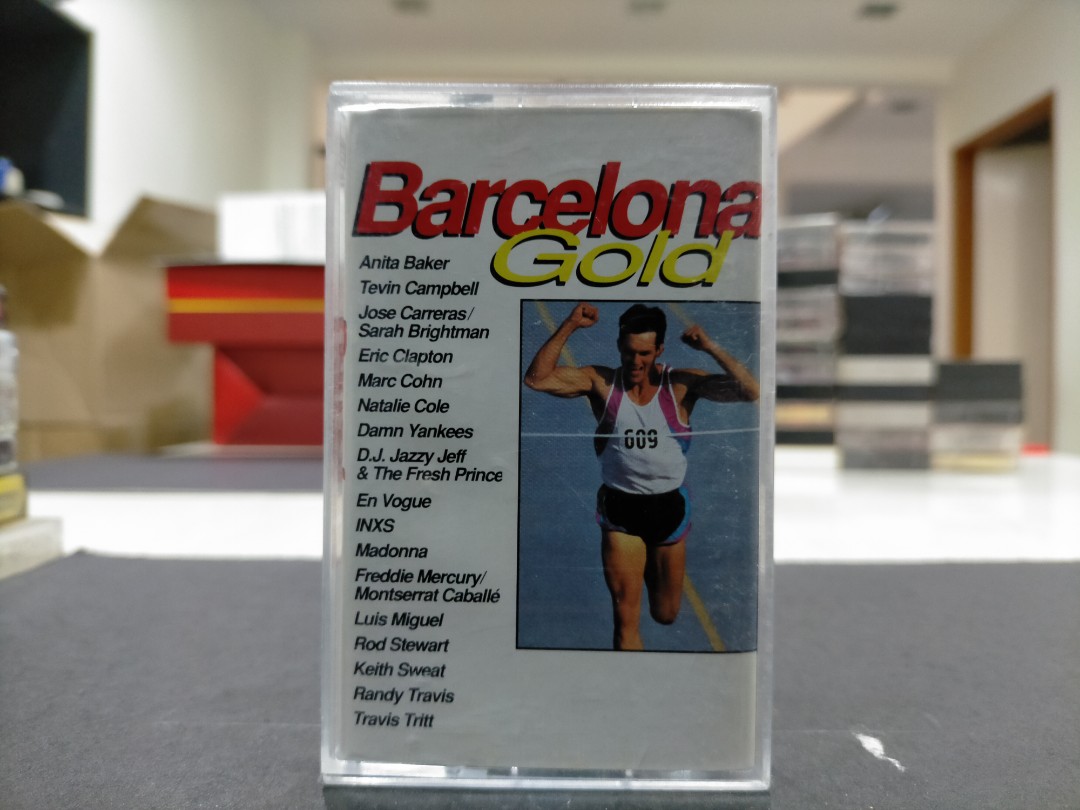 Barcelona
Gold
Anita Baker
Tevin Campbell
Jose Carreras/
Sarah Brightman
Eric Clapton
Marc Cohn
Natalie Cole
Damn Yankees
D.J. Jazzy Jeff
& The Fresh Prince
En Vogue
INXS
Madonna
Freddie Mercury/
Montserrat Caballé
Luis Miguel
Rod Stewart
Keith Sweat
Randy Travis
Travis Tritt
609